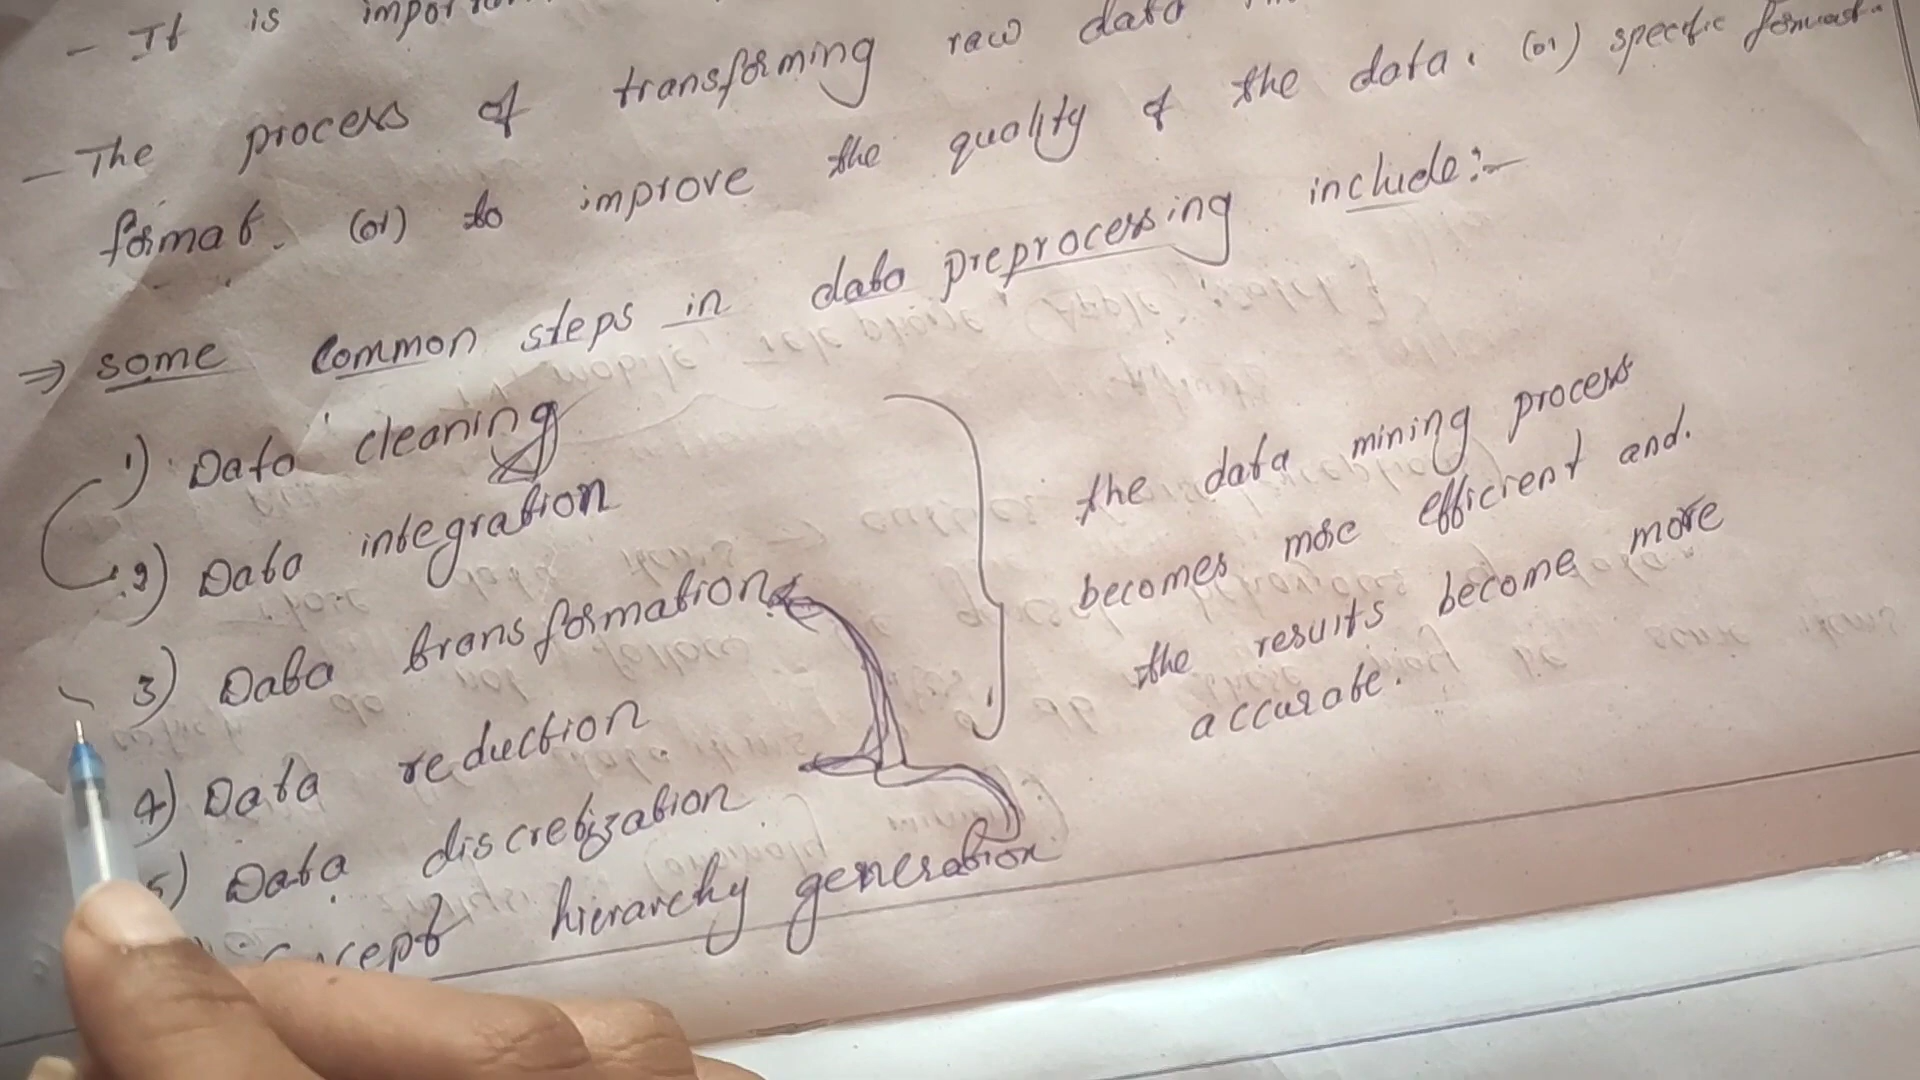 - It is
- The process of transforming raw data
format. (or) to improve the quality of the data. (or) specific format.
⇒ some common steps in data preprocessing include:-
1) Data cleaning
2) Data integration
3) Data transformation
4) Data reduction
5) Data discretization
hierarchy generation
the data mining process
becomes more efficient and.
the results become more
accurate.